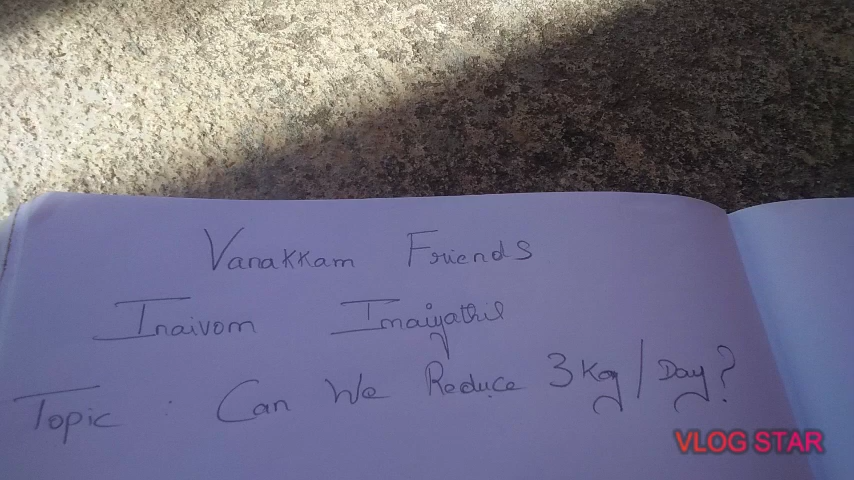 Vanakkam Friends
Inaivom Imaiyathil
Topic : Can We Reduce 3 Kg / Day?
VLOG STAR